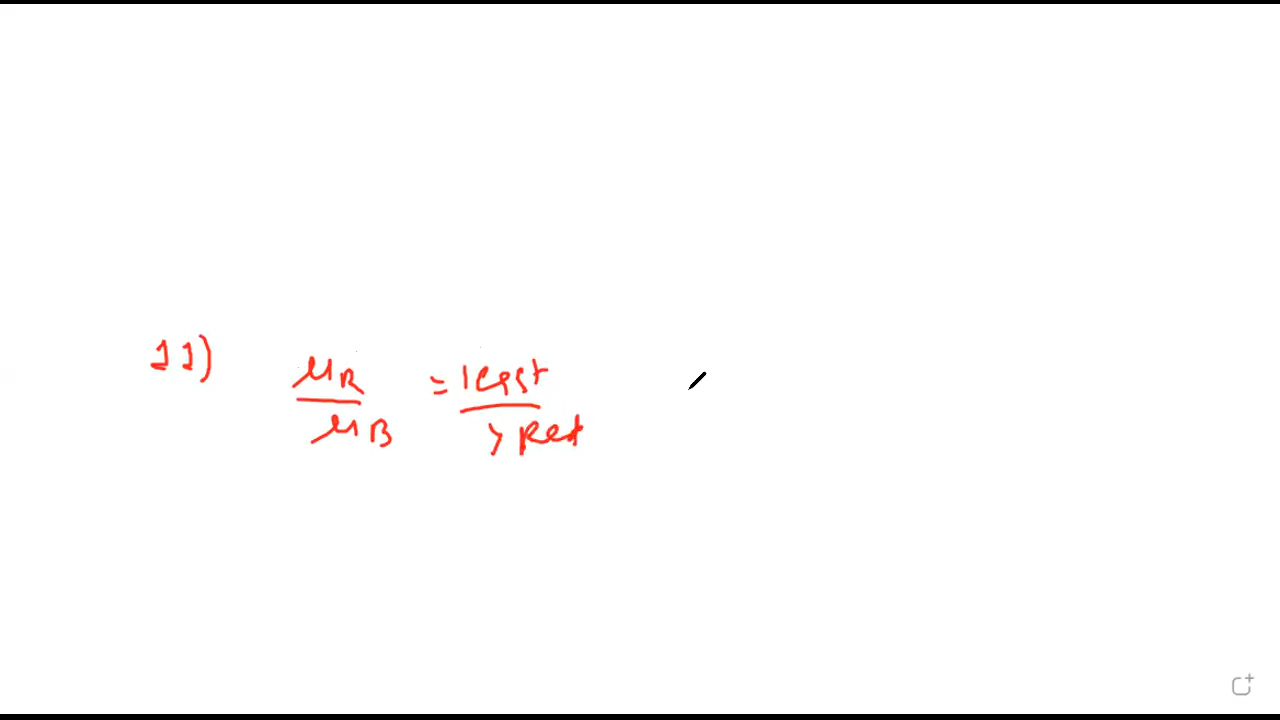 11) μR / μB = least / > Red